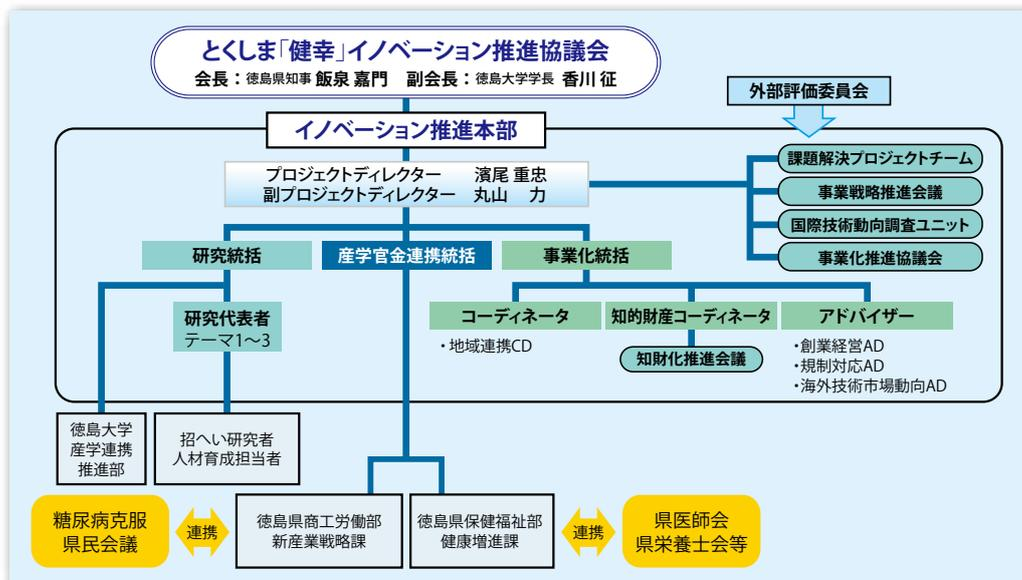 とくしま「健幸」イノベーション推進協議会
会長：徳島県知事 飯泉 嘉門　副会長：徳島大学学長 香川 征
外部評価委員会
イノベーション推進本部
プロジェクトディレクター　濱尾 重忠
副プロジェクトディレクター　丸山　力
課題解決プロジェクトチーム
事業戦略推進会議
国際技術動向調査ユニット
事業化推進協議会
研究統括
産学官金連携統括
事業化統括
研究代表者
テーマ1～3
コーディネータ
・地域連携CD
知的財産コーディネータ
知財化推進会議
アドバイザー
・創業経営AD
・規制対応AD
・海外技術市場動向AD
徳島大学
産学連携
推進部
招へい研究者
人材育成担当者
糖尿病克服
県民会議
連携
徳島県商工労働部
新産業戦略課
徳島県保健福祉部
健康増進課
連携
県医師会
県栄養士会等